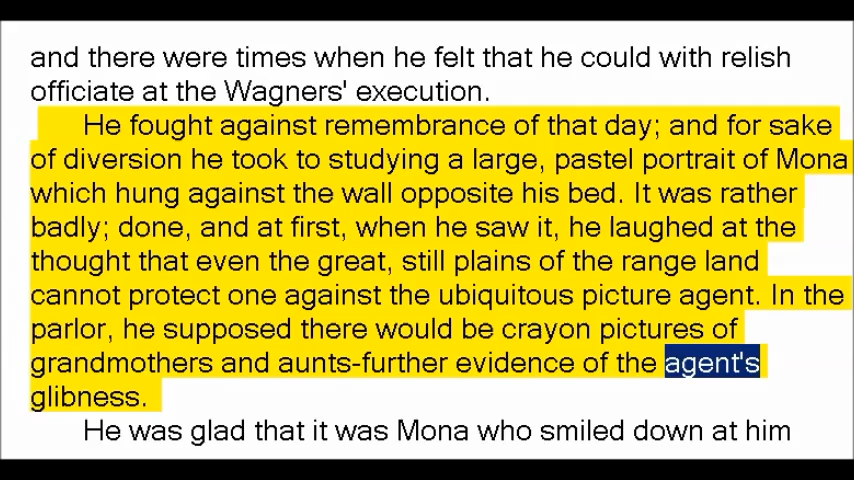 and there were times when he felt that he could with relish
officiate at the Wagners' execution.
He fought against remembrance of that day; and for sake
of diversion he took to studying a large, pastel portrait of Mona
which hung against the wall opposite his bed. It was rather
badly; done, and at first, when he saw it, he laughed at the
thought that even the great, still plains of the range land
cannot protect one against the ubiquitous picture agent. In the
parlor, he supposed there would be crayon pictures of
grandmothers and aunts-further evidence of the agent's
glibness.
He was glad that it was Mona who smiled down at him